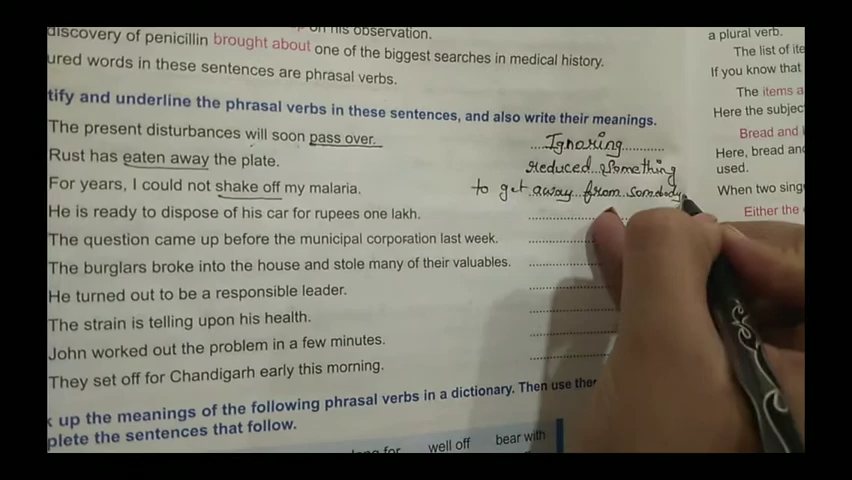 on his observation.
discovery of penicillin brought about one of the biggest searches in medical history.
ured words in these sentences are phrasal verbs.
tify and underline the phrasal verbs in these sentences, and also write their meanings.
The present disturbances will soon pass over. Ignoring
Rust has eaten away the plate. reduced something
For years, I could not shake off my malaria. to get away from somebody
He is ready to dispose of his car for rupees one lakh.
The question came up before the municipal corporation last week.
The burglars broke into the house and stole many of their valuables.
He turned out to be a responsible leader.
The strain is telling upon his health.
John worked out the problem in a few minutes.
They set off for Chandigarh early this morning.
k up the meanings of the following phrasal verbs in a dictionary. Then use ther
plete the sentences that follow.
long for well off bear with
a plural verb.
The list of ite
If you know that
The items a
Here the subjec
Bread and
Here, bread and
used.
When two sing
Either the